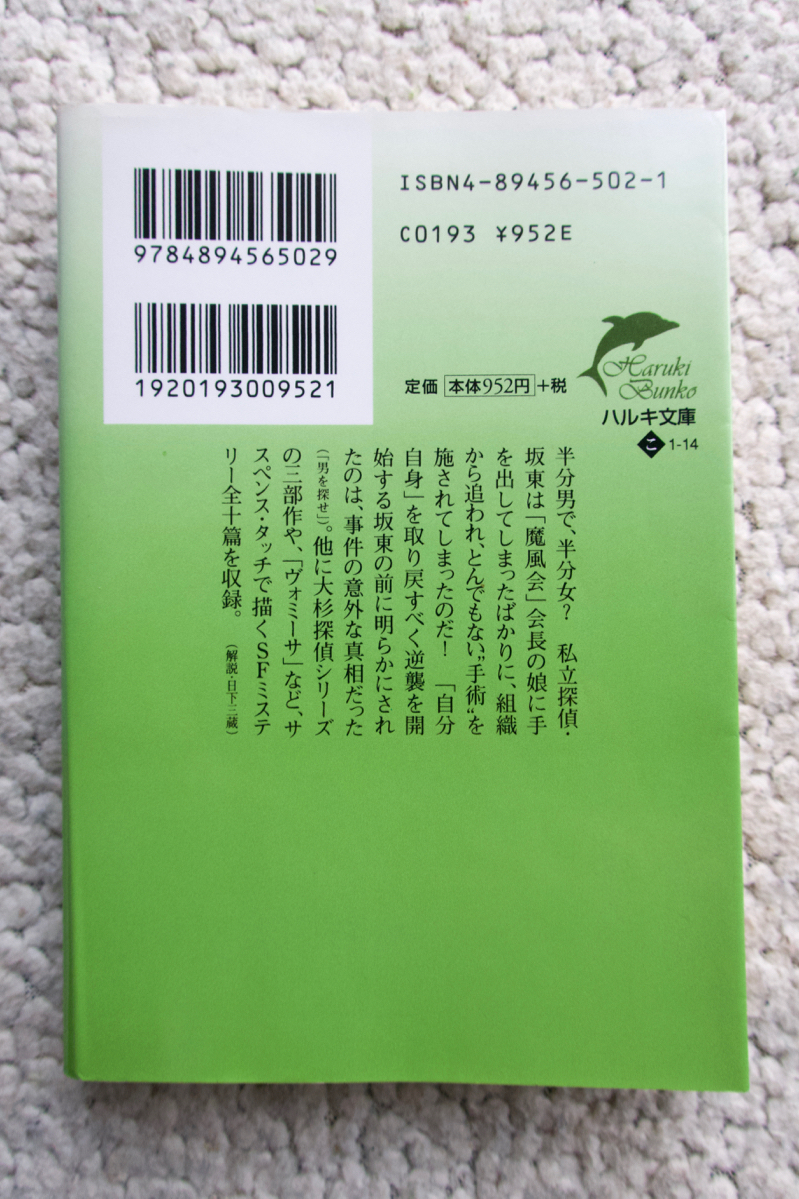 ISBN4-89456-502-1
C0193 ¥952E
9784894565029
1920193009521
定価 本体952円 +税
Haruki
Bunko
ハルキ文庫
こ 1-14
半分男で、半分女？　私立探偵・
坂東は「魔風会」会長の娘に手
を出してしまったばかりに、組織
から追われ、とんでもない〝手術〟を
施されてしまったのだ！　「自分
自身」を取り戻すべく逆襲を開
始する坂東の前に明らかにされ
たのは、事件の意外な真相だった
（「男を探せ」）。他に大杉探偵シリーズ
の三部作や、「ヴォミーサ」など、サ
スペンス・タッチで描くSFミステ
リー全十篇を収録。　（解説・日下三蔵）